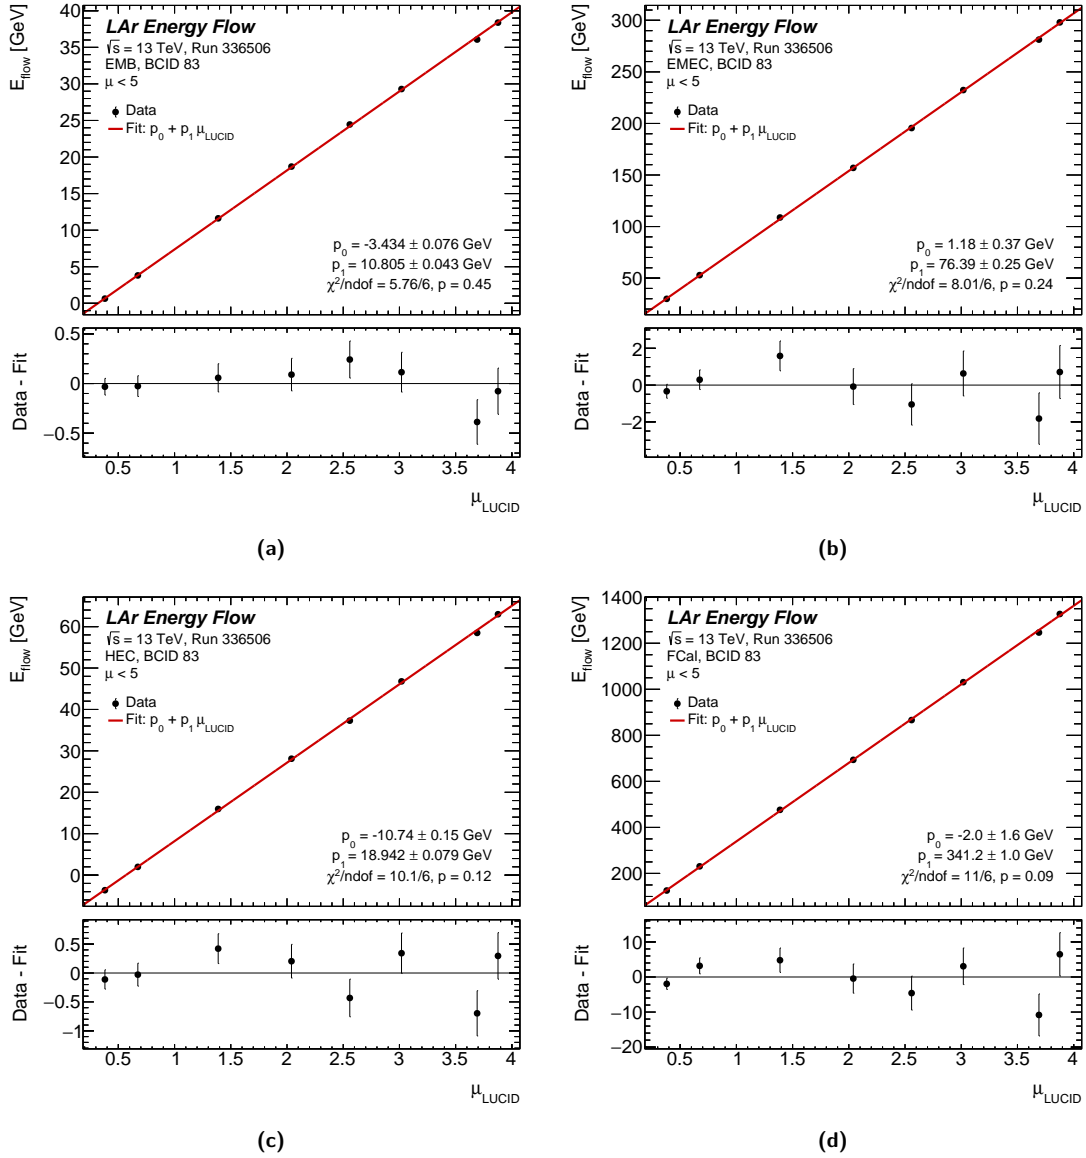 E_flow [GeV]
LAr Energy Flow
√s = 13 TeV, Run 336506
EMB, BCID 83
μ < 5
Data
Fit: p₀ + p₁ μ_LUCID
p₀ = -3.434 ± 0.076 GeV
p₁ = 10.805 ± 0.043 GeV
χ²/ndof = 5.76/6, p = 0.45
40
35
30
25
20
15
10
5
0
Data - Fit
0.5
0
−0.5
0.5 1 1.5 2 2.5 3 3.5 4
μ_LUCID
(a)
E_flow [GeV]
LAr Energy Flow
√s = 13 TeV, Run 336506
EMEC, BCID 83
μ < 5
Data
Fit: p₀ + p₁ μ_LUCID
p₀ = 1.18 ± 0.37 GeV
p₁ = 76.39 ± 0.25 GeV
χ²/ndof = 8.01/6, p = 0.24
300
250
200
150
100
50
Data - Fit
2
0
−2
0.5 1 1.5 2 2.5 3 3.5 4
μ_LUCID
(b)
E_flow [GeV]
LAr Energy Flow
√s = 13 TeV, Run 336506
HEC, BCID 83
μ < 5
Data
Fit: p₀ + p₁ μ_LUCID
p₀ = -10.74 ± 0.15 GeV
p₁ = 18.942 ± 0.079 GeV
χ²/ndof = 10.1/6, p = 0.12
60
50
40
30
20
10
0
Data - Fit
0.5
0
−0.5
−1
0.5 1 1.5 2 2.5 3 3.5 4
μ_LUCID
(c)
E_flow [GeV]
LAr Energy Flow
√s = 13 TeV, Run 336506
FCal, BCID 83
μ < 5
Data
Fit: p₀ + p₁ μ_LUCID
p₀ = -2.0 ± 1.6 GeV
p₁ = 341.2 ± 1.0 GeV
χ²/ndof = 11/6, p = 0.09
1400
1200
1000
800
600
400
200
Data - Fit
10
0
−10
−20
0.5 1 1.5 2 2.5 3 3.5 4
μ_LUCID
(d)